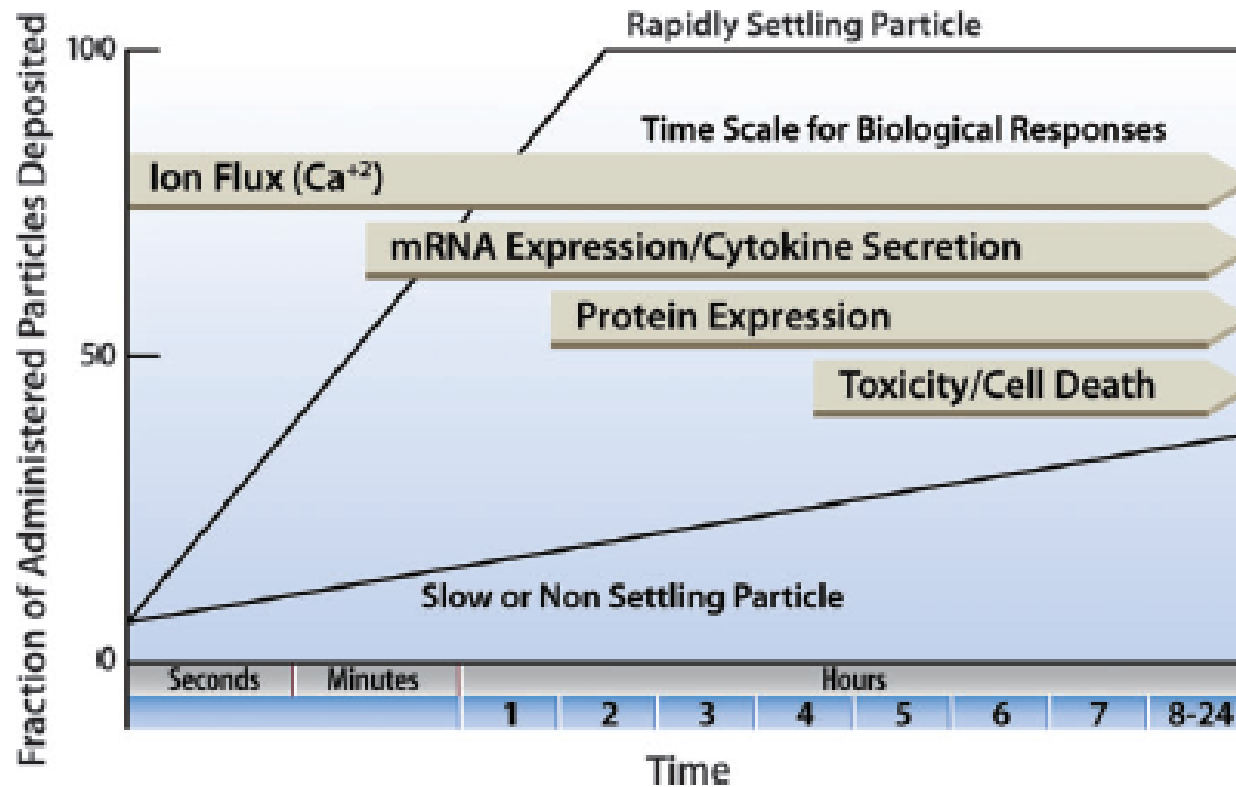 Fraction of Administered Particles Deposited
100
50
0
Rapidly Settling Particle
Time Scale for Biological Responses
Ion Flux (Ca⁺²)
mRNA Expression/Cytokine Secretion
Protein Expression
Toxicity/Cell Death
Slow or Non Settling Particle
Seconds Minutes Hours
1 2 3 4 5 6 7 8-24
Time